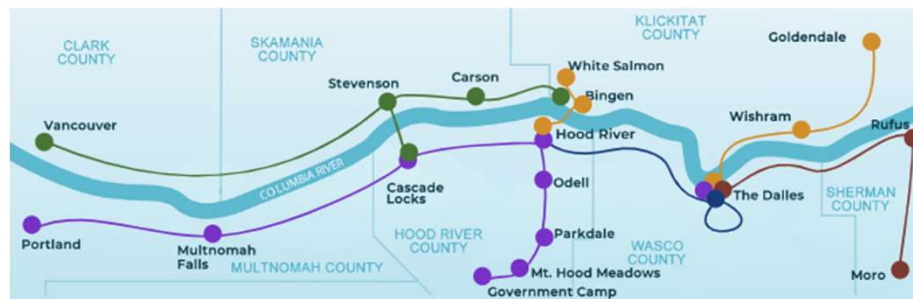 KLICKITAT
COUNTY
CLARK
COUNTY
SKAMANIA
COUNTY
Goldendale
White Salmon
Stevenson
Carson
Bingen
Vancouver
Wishram
Hood River
Rufus
COLUMBIA RIVER
Cascade
Locks
Odell
The Dalles
SHERMAN
COUNTY
Portland
Multnomah
Falls
HOOD RIVER
COUNTY
Parkdale
WASCO
COUNTY
MULTNOMAH COUNTY
Mt. Hood Meadows
Moro
Government Camp